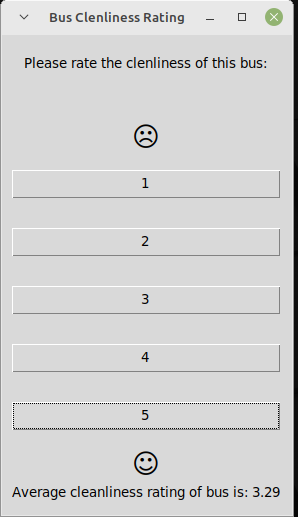 Bus Clenliness Rating
Please rate the clenliness of this bus:
☹
1
2
3
4
5
☺
Average cleanliness rating of bus is: 3.29